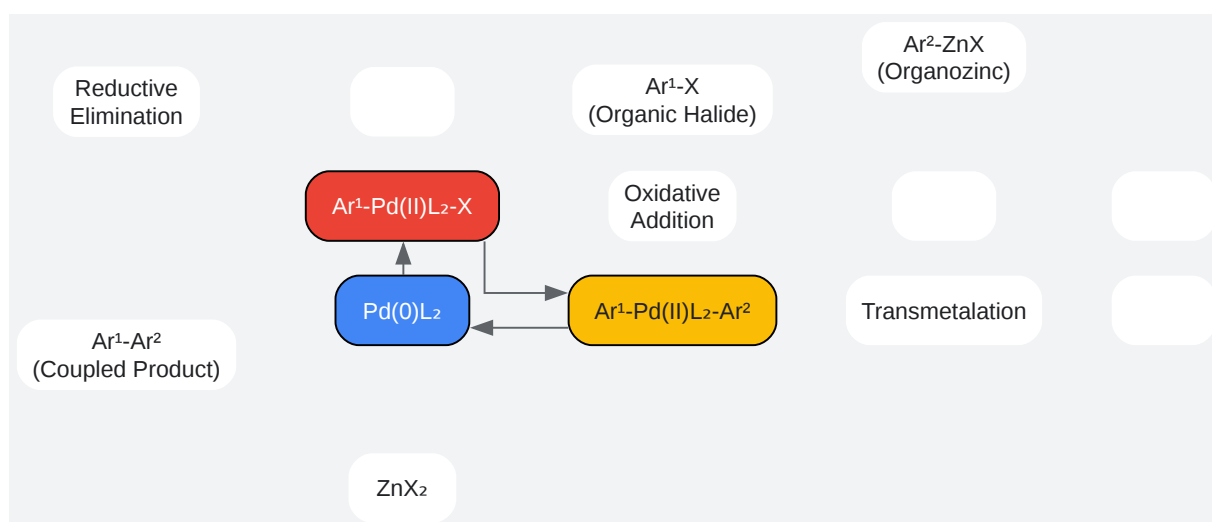 Ar²-ZnX
(Organozinc)
Reductive
Elimination
Ar¹-X
(Organic Halide)
Ar¹-Pd(II)L₂-X
Oxidative
Addition
Pd(0)L₂
Ar¹-Pd(II)L₂-Ar²
Transmetalation
Ar¹-Ar²
(Coupled Product)
ZnX₂